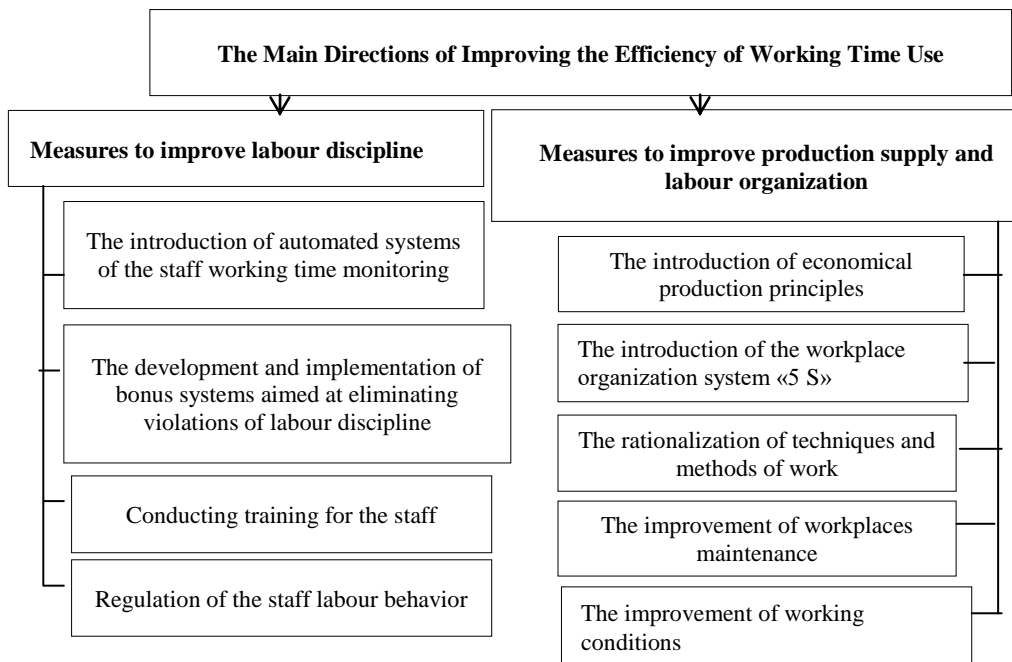 The Main Directions of Improving the Efficiency of Working Time Use
Measures to improve labour discipline
The introduction of automated systems
of the staff working time monitoring
The development and implementation of
bonus systems aimed at eliminating
violations of labour discipline
Conducting training for the staff
Regulation of the staff labour behavior
Measures to improve production supply and
labour organization
The introduction of economical
production principles
The introduction of the workplace
organization system «5 S»
The rationalization of techniques and
methods of work
The improvement of workplaces
maintenance
The improvement of working
conditions